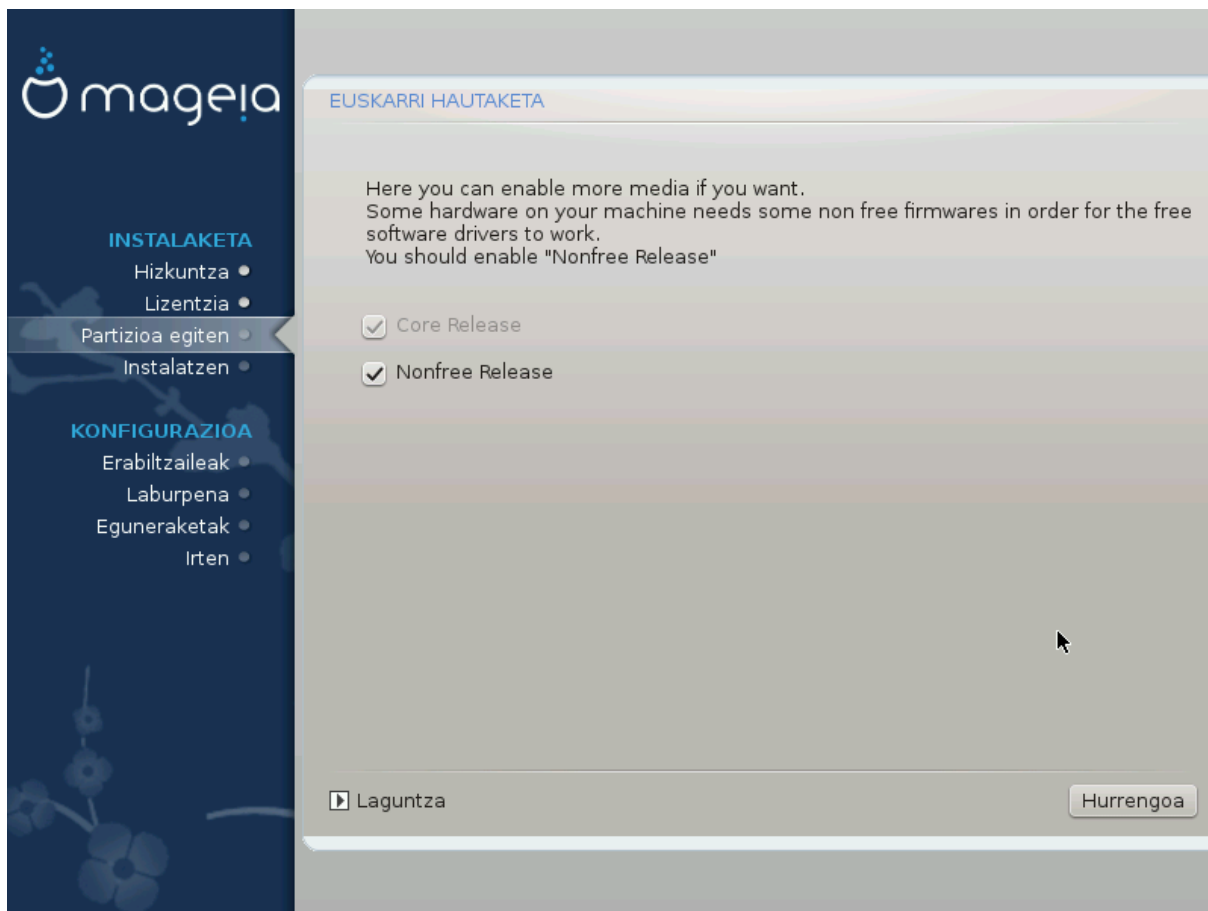 mageia
INSTALAKETA
Hizkuntza
Lizentzia
Partizioa egiten
Instalatzen
KONFIGURAZIOA
Erabiltzaileak
Laburpena
Eguneraketak
Irten
EUSKARRI HAUTAKETA
Here you can enable more media if you want.
Some hardware on your machine needs some non free firmwares in order for the free
software drivers to work.
You should enable "Nonfree Release"
Core Release
Nonfree Release
Laguntza
Hurrengoa